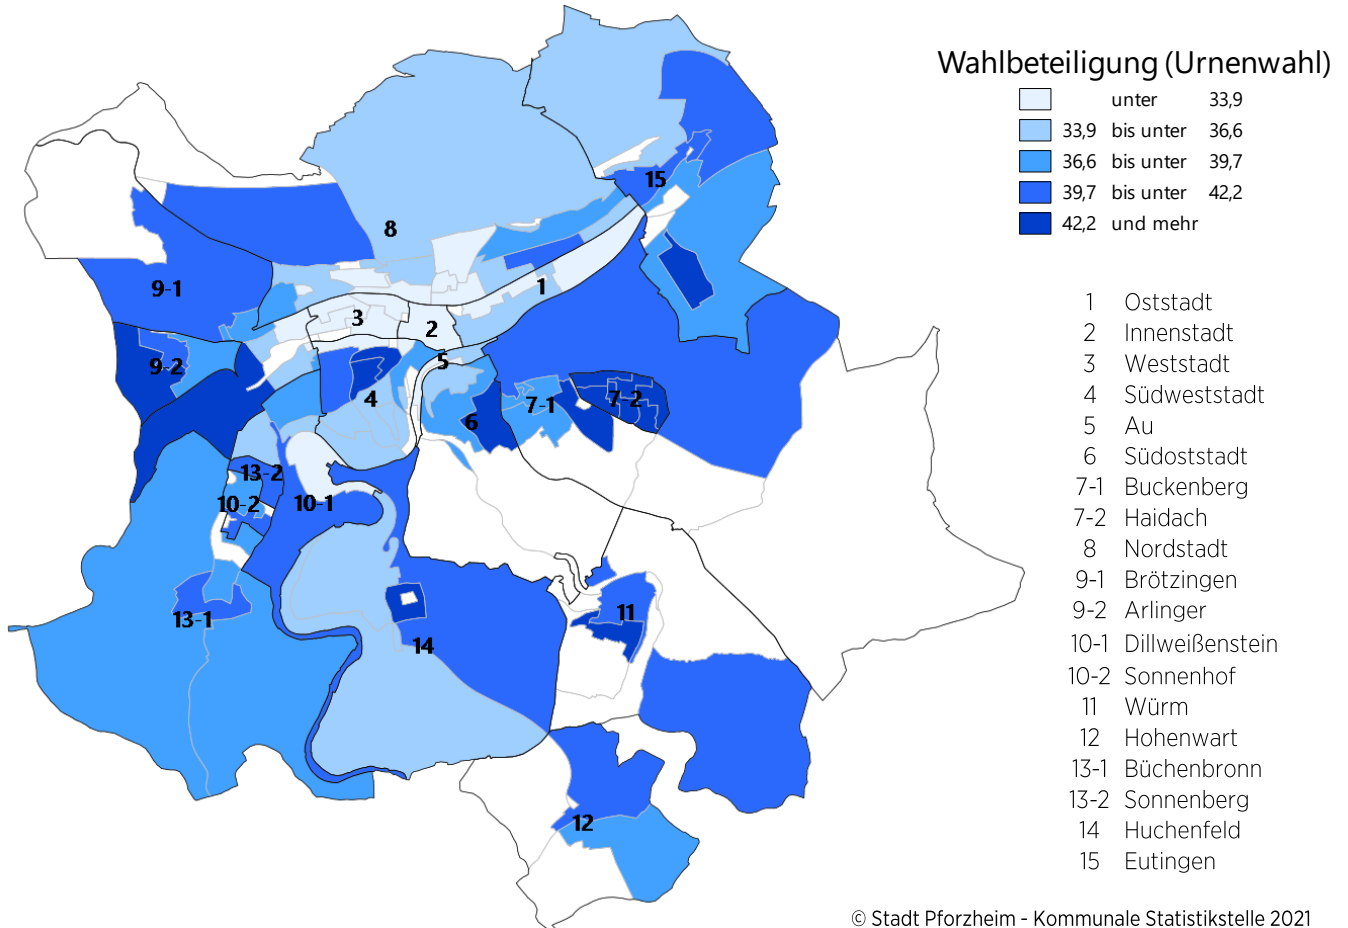 Wahlbeteiligung (Urnenwahl)
unter 33,9
33,9 bis unter 36,6
36,6 bis unter 39,7
39,7 bis unter 42,2
42,2 und mehr
15
8
9-1
1
3
2
5
9-2
4
7-1
7-2
6
13-2
10-2
10-1
11
13-1
14
12
1 Oststadt
2 Innenstadt
3 Weststadt
4 Südweststadt
5 Au
6 Südoststadt
7-1 Buckenberg
7-2 Haidach
8 Nordstadt
9-1 Brötzingen
9-2 Arlinger
10-1 Dillweißenstein
10-2 Sonnenhof
11 Würm
12 Hohenwart
13-1 Büchenbronn
13-2 Sonnenberg
14 Huchenfeld
15 Eutingen
© Stadt Pforzheim - Kommunale Statistikstelle 2021